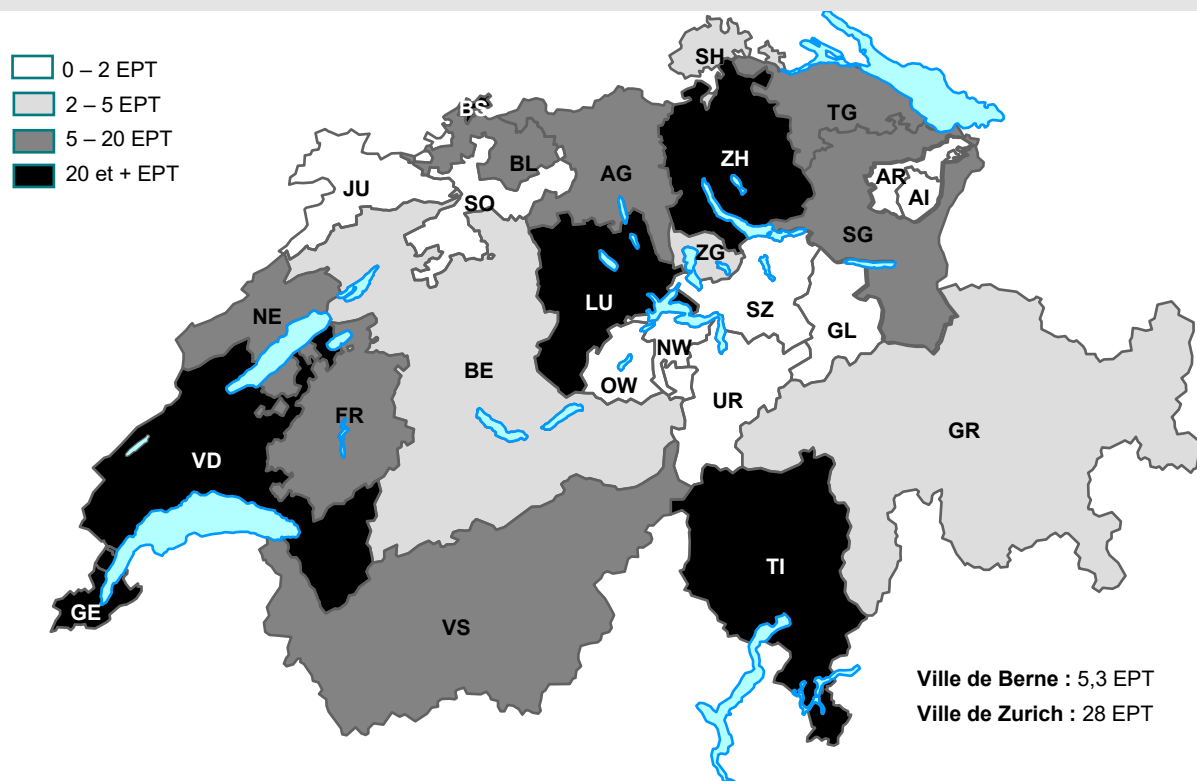 0 – 2 EPT
2 – 5 EPT
5 – 20 EPT
20 et + EPT
SH
BS
TG
BL
ZH
AG
JU
AR
AI
SO
SG
ZG
LU
SZ
NE
GL
NW
BE
OW
UR
FR
GR
VD
TI
GE
VS
Ville de Berne : 5,3 EPT
Ville de Zurich : 28 EPT